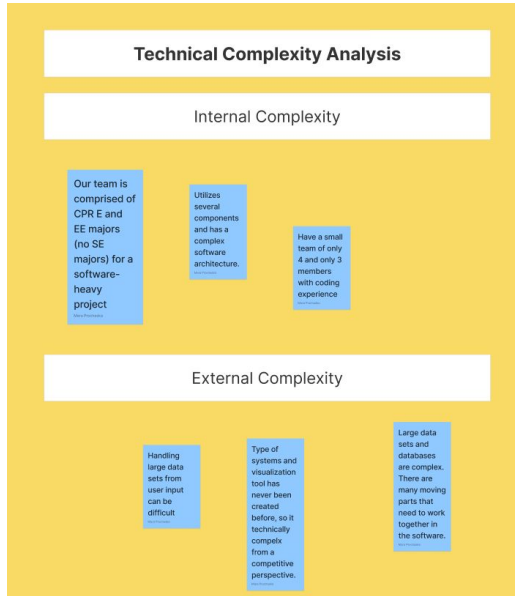 Technical Complexity Analysis
Internal Complexity
Our team is
comprised of
CPR E and
EE majors
(no SE
majors) for a
software-
heavy
project
Utilizes
several
components
and has a
complex
software
architecture.
Have a small
team of only
4 and only 3
members
with coding
experience
External Complexity
Handling
large data
sets from
user input
can be
difficult
Type of
systems and
visualization
tool has
never been
created
before, so it
technically
compelx
from a
competitive
perspective.
Large data
sets and
databases
are complex.
There are
many moving
parts that
need to work
together in
the software.